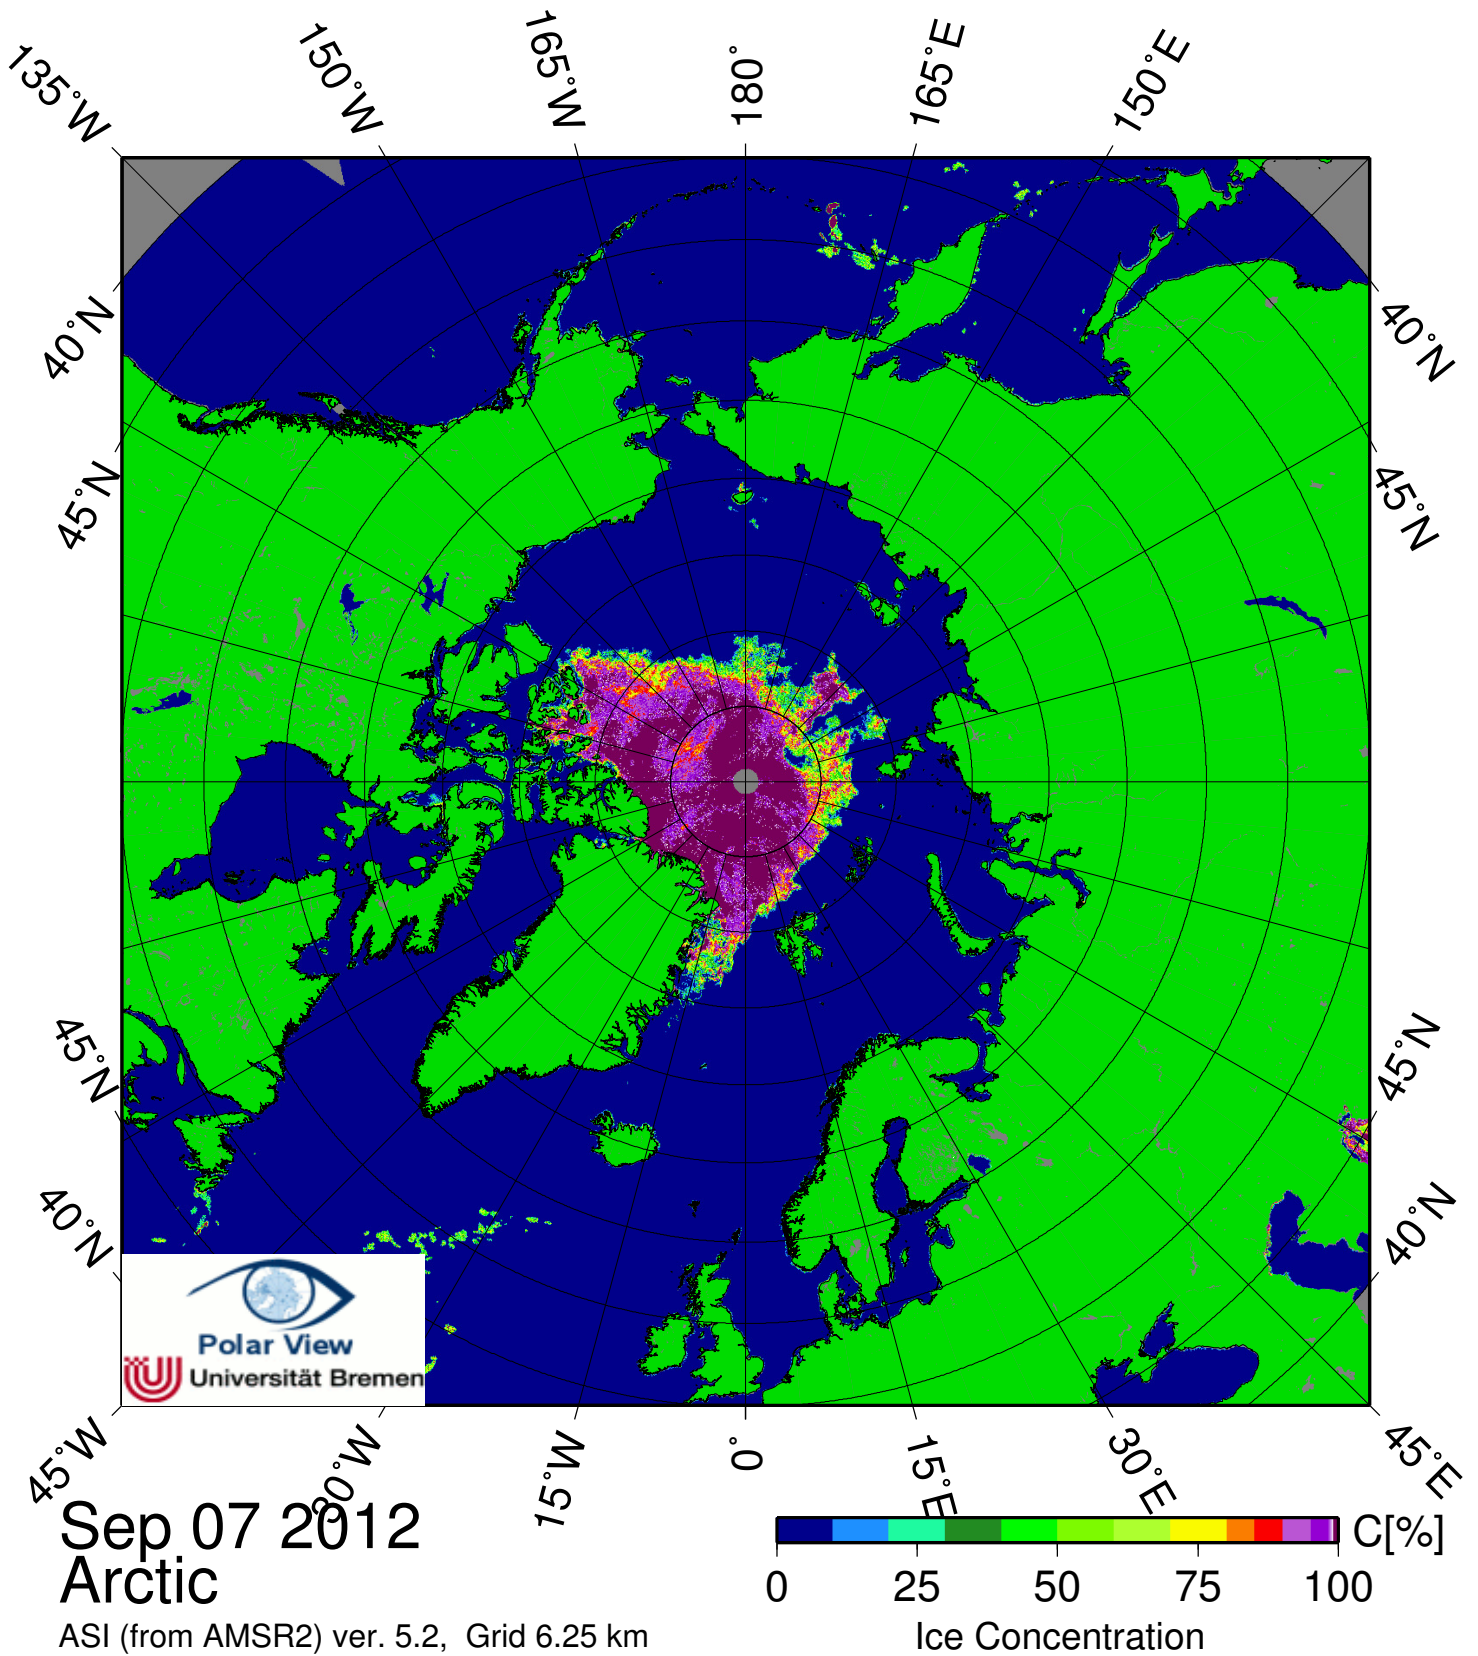 135°W
150°W
165°W
180°
165°E
150°E
40°N
40°N
45°N
45°N
45°N
45°N
40°N
40°N
Polar View
Universität Bremen
45°W
30°W
15°W
0°
15°E
30°E
45°E
Sep 07 2012
Arctic
ASI (from AMSR2) ver. 5.2, Grid 6.25 km
C[%]
0 25 50 75 100
Ice Concentration